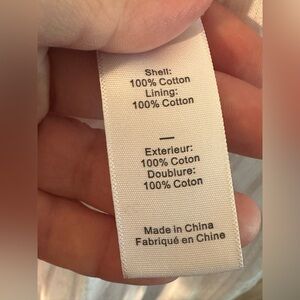 Shell:
100% Cotton
Lining:
100% Cotton
—
Exterieur:
100% Coton
Doublure:
100% Coton
Made in China
Fabriqué en Chine